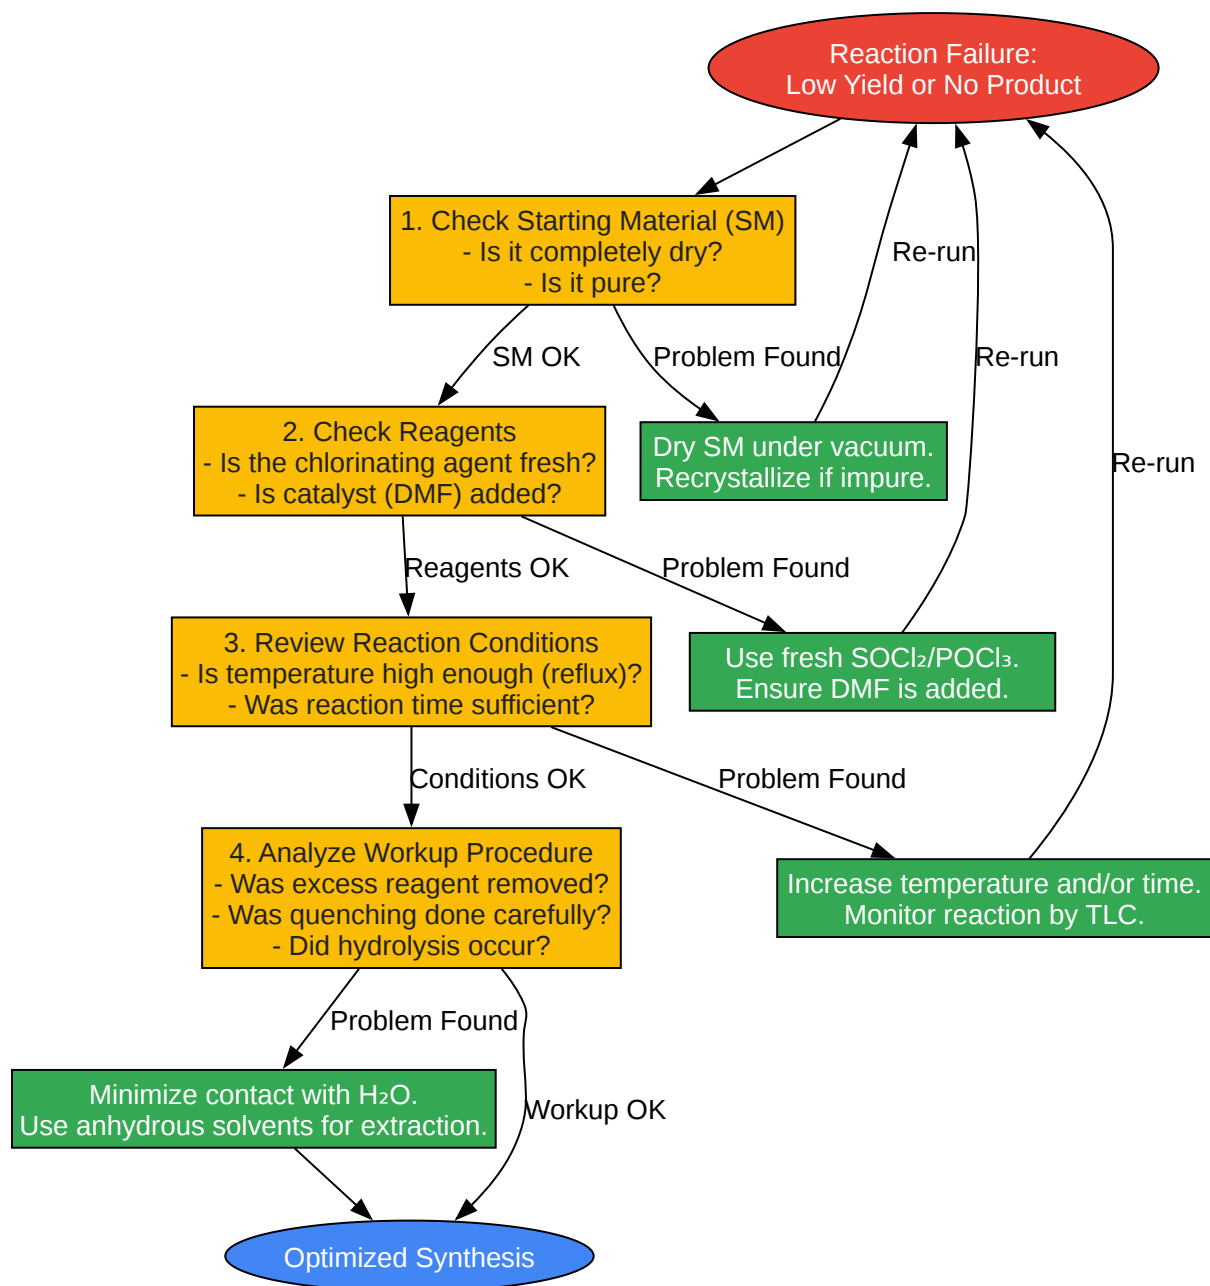 Reaction Failure:
Low Yield or No Product
1. Check Starting Material (SM)
- Is it completely dry?
- Is it pure?
Re-run
SM OK
Problem Found
Re-run
2. Check Reagents
- Is the chlorinating agent fresh?
- Is catalyst (DMF) added?
Dry SM under vacuum.
Recrystallize if impure.
Re-run
Reagents OK
Problem Found
3. Review Reaction Conditions
- Is temperature high enough (reflux)?
- Was reaction time sufficient?
Use fresh SOCl₂/POCl₃.
Ensure DMF is added.
Conditions OK
Problem Found
4. Analyze Workup Procedure
- Was excess reagent removed?
- Was quenching done carefully?
- Did hydrolysis occur?
Increase temperature and/or time.
Monitor reaction by TLC.
Problem Found
Minimize contact with H₂O.
Use anhydrous solvents for extraction.
Workup OK
Optimized Synthesis